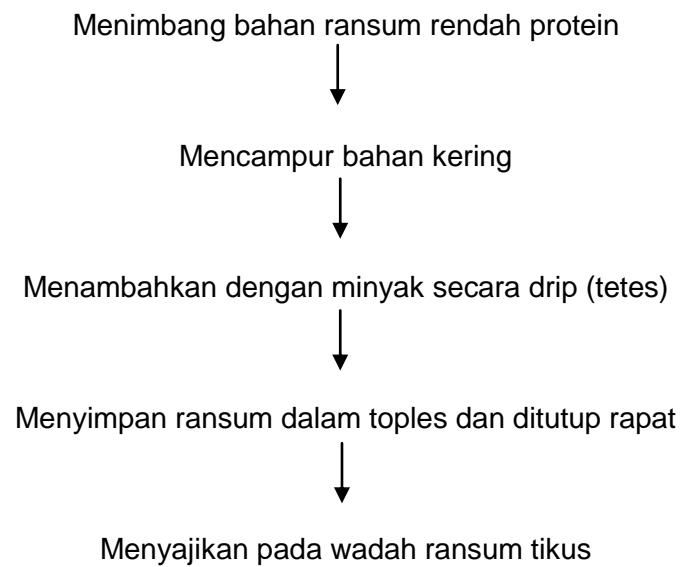 Menimbang bahan ransum rendah protein
Mencampur bahan kering
Menambahkan dengan minyak secara drip (tetes)
Menyimpan ransum dalam toples dan ditutup rapat
Menyajikan pada wadah ransum tikus